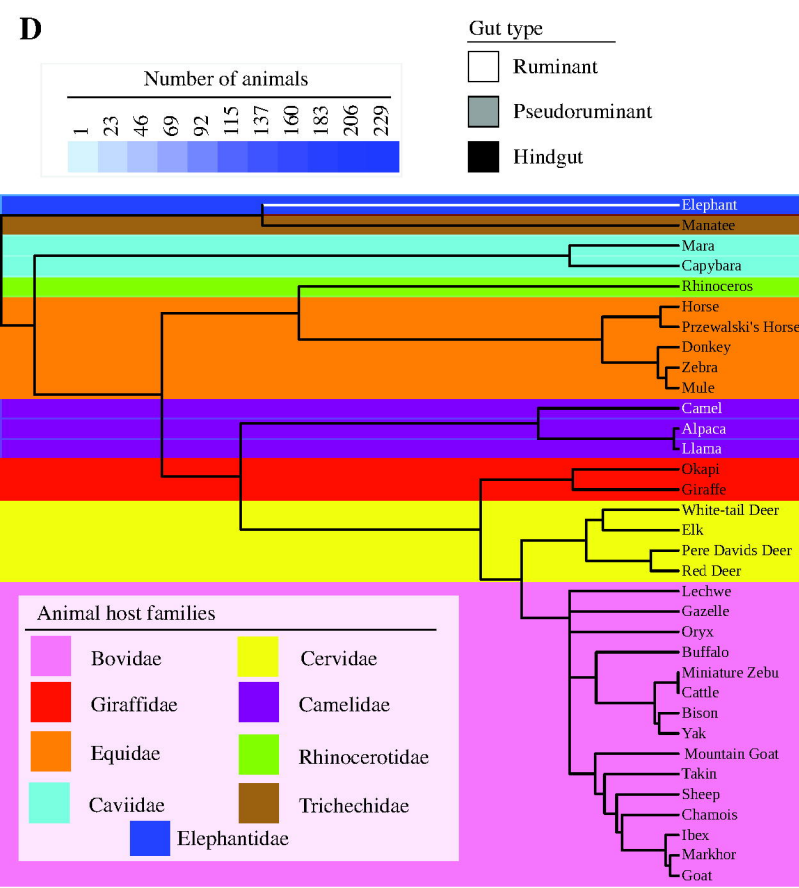 D
Number of animals
1 23 46 69 92 115 137 160 183 206 229
Gut type
Ruminant
Pseudoruminant
Hindgut
Elephant
Manatee
Mara
Capybara
Rhinoceros
Horse
Przewalski's Horse
Donkey
Zebra
Mule
Camel
Alpaca
Llama
Okapi
Giraffe
White-tail Deer
Elk
Pere Davids Deer
Red Deer
Lechwe
Gazelle
Oryx
Buffalo
Miniature Zebu
Cattle
Bison
Yak
Mountain Goat
Takin
Sheep
Chamois
Ibex
Markhor
Goat
Animal host families
Bovidae Cervidae
Giraffidae Camelidae
Equidae Rhinocerotidae
Caviidae Trichechidae
Elephantidae